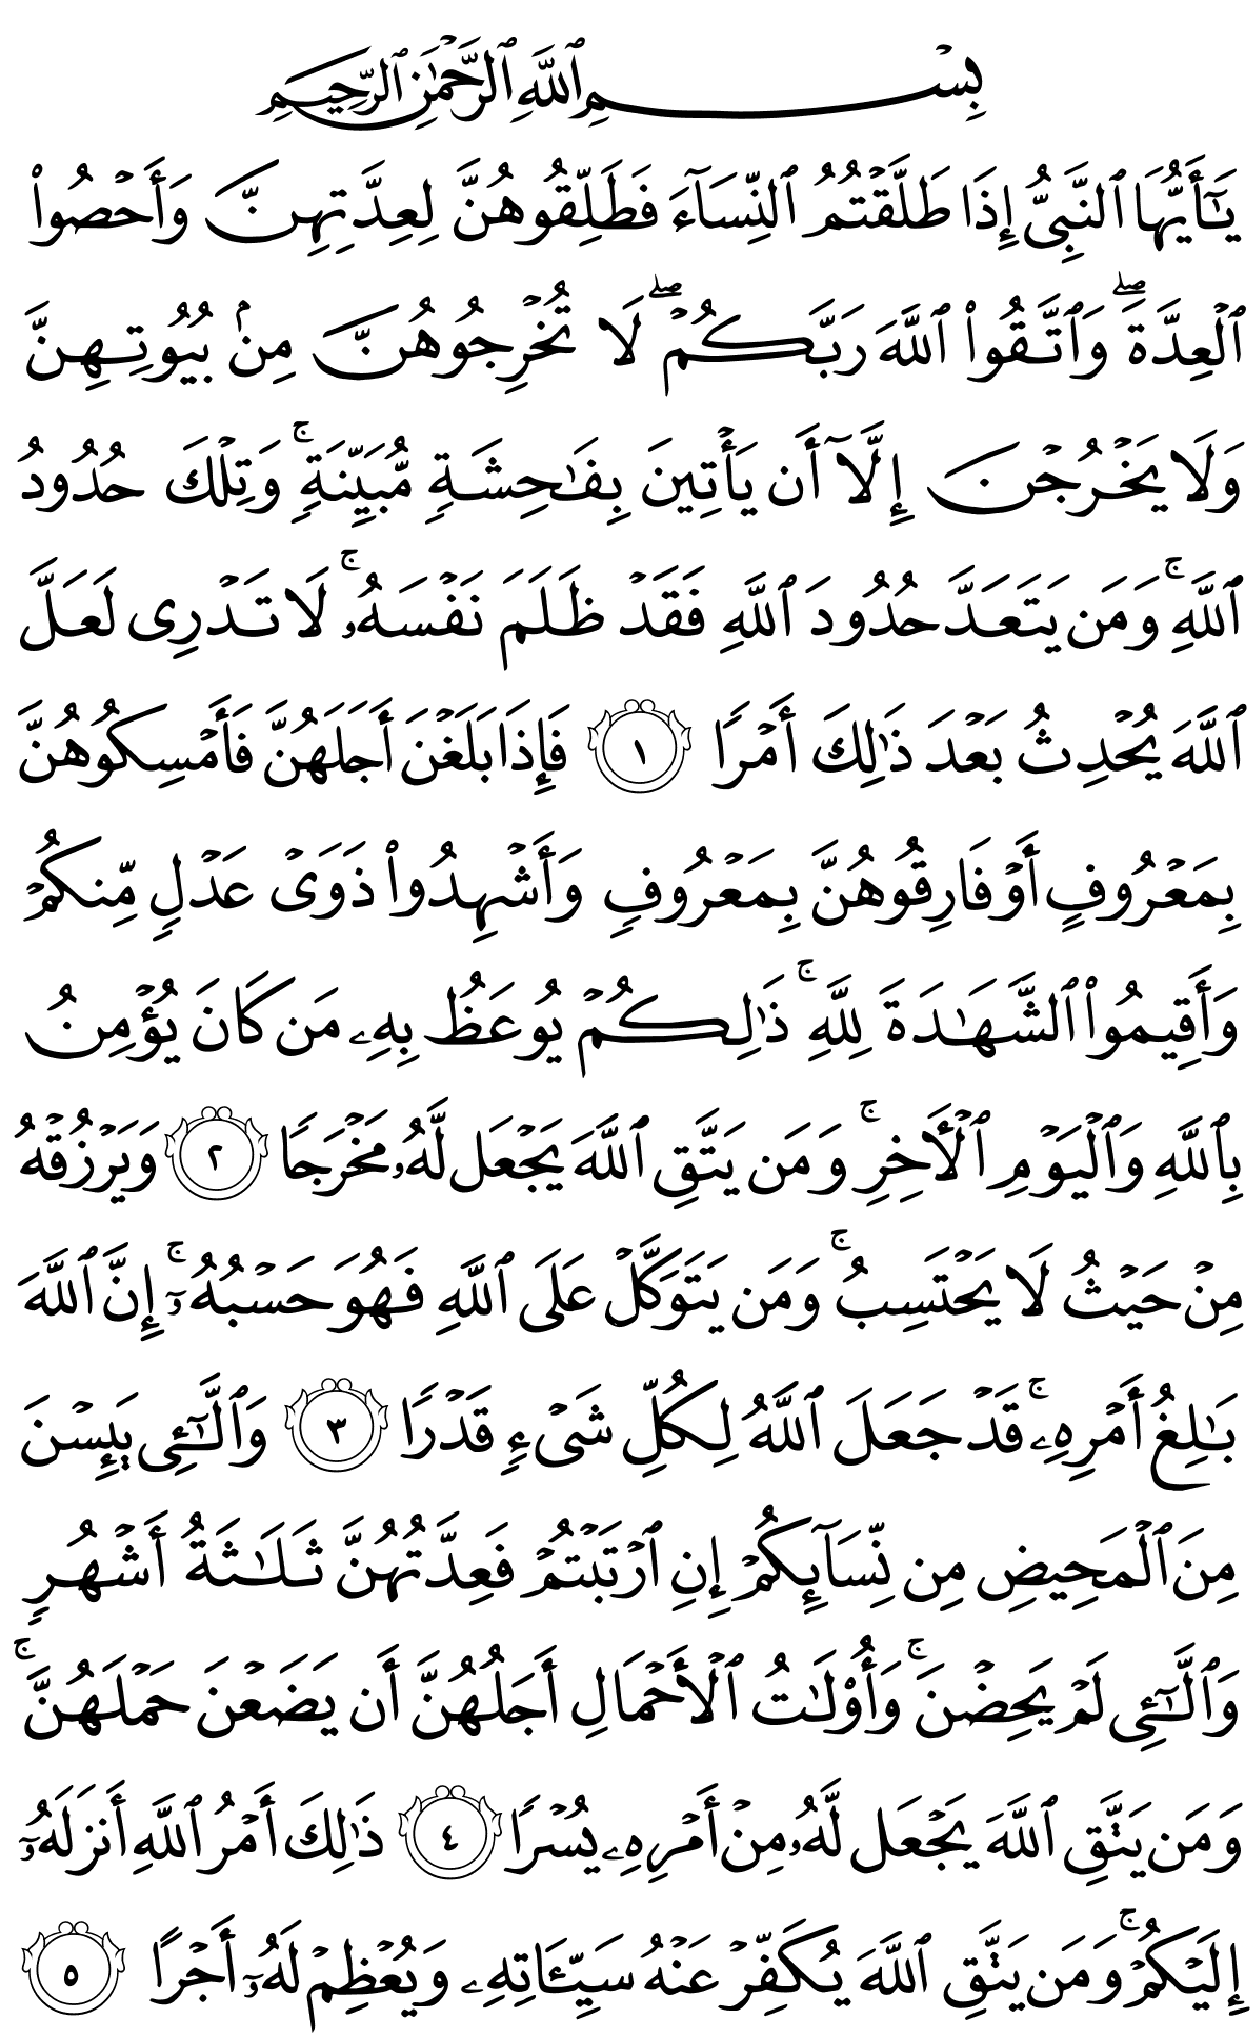 بِسْمِ ٱللَّهِ ٱلرَّحْمَٰنِ ٱلرَّحِيمِ
يَٰٓأَيُّهَا ٱلنَّبِىُّ إِذَا طَلَّقْتُمُ ٱلنِّسَآءَ فَطَلِّقُوهُنَّ لِعِدَّتِهِنَّ وَأَحْصُوا۟
ٱلْعِدَّةَ ۖ وَٱتَّقُوا۟ ٱللَّهَ رَبَّكُمْ ۖ لَا تُخْرِجُوهُنَّ مِنۢ بُيُوتِهِنَّ
وَلَا يَخْرُجْنَ إِلَّآ أَن يَأْتِينَ بِفَٰحِشَةٍ مُّبَيِّنَةٍ ۚ وَتِلْكَ حُدُودُ
ٱللَّهِ ۚ وَمَن يَتَعَدَّ حُدُودَ ٱللَّهِ فَقَدْ ظَلَمَ نَفْسَهُۥ ۚ لَا تَدْرِى لَعَلَّ
ٱللَّهَ يُحْدِثُ بَعْدَ ذَٰلِكَ أَمْرًا ١ فَإِذَا بَلَغْنَ أَجَلَهُنَّ فَأَمْسِكُوهُنَّ
بِمَعْرُوفٍ أَوْ فَارِقُوهُنَّ بِمَعْرُوفٍ وَأَشْهِدُوا۟ ذَوَىْ عَدْلٍ مِّنكُمْ
وَأَقِيمُوا۟ ٱلشَّهَٰدَةَ لِلَّهِ ۚ ذَٰلِكُمْ يُوعَظُ بِهِۦ مَن كَانَ يُؤْمِنُ
بِٱللَّهِ وَٱلْيَوْمِ ٱلْأَخِرِ ۚ وَمَن يَتَّقِ ٱللَّهَ يَجْعَل لَّهُۥ مَخْرَجًا ٢ وَيَرْزُقْهُ
مِنْ حَيْثُ لَا يَحْتَسِبُ ۚ وَمَن يَتَوَكَّلْ عَلَى ٱللَّهِ فَهُوَ حَسْبُهُۥٓ ۚ إِنَّ ٱللَّهَ
بَٰلِغُ أَمْرِهِۦ ۚ قَدْ جَعَلَ ٱللَّهُ لِكُلِّ شَىْءٍ قَدْرًا ٣ وَٱلَّٰٓـِٔى يَئِسْنَ
مِنَ ٱلْمَحِيضِ مِن نِّسَآئِكُمْ إِنِ ٱرْتَبْتُمْ فَعِدَّتُهُنَّ ثَلَٰثَةُ أَشْهُرٍ
وَٱلَّٰٓـِٔى لَمْ يَحِضْنَ ۚ وَأُو۟لَٰتُ ٱلْأَحْمَالِ أَجَلُهُنَّ أَن يَضَعْنَ حَمْلَهُنَّ ۚ
وَمَن يَتَّقِ ٱللَّهَ يَجْعَل لَّهُۥ مِنْ أَمْرِهِۦ يُسْرًا ٤ ذَٰلِكَ أَمْرُ ٱللَّهِ أَنزَلَهُۥٓ
إِلَيْكُمْ ۚ وَمَن يَتَّقِ ٱللَّهَ يُكَفِّرْ عَنْهُ سَيِّـَٔاتِهِۦ وَيُعْظِمْ لَهُۥٓ أَجْرًا ٥